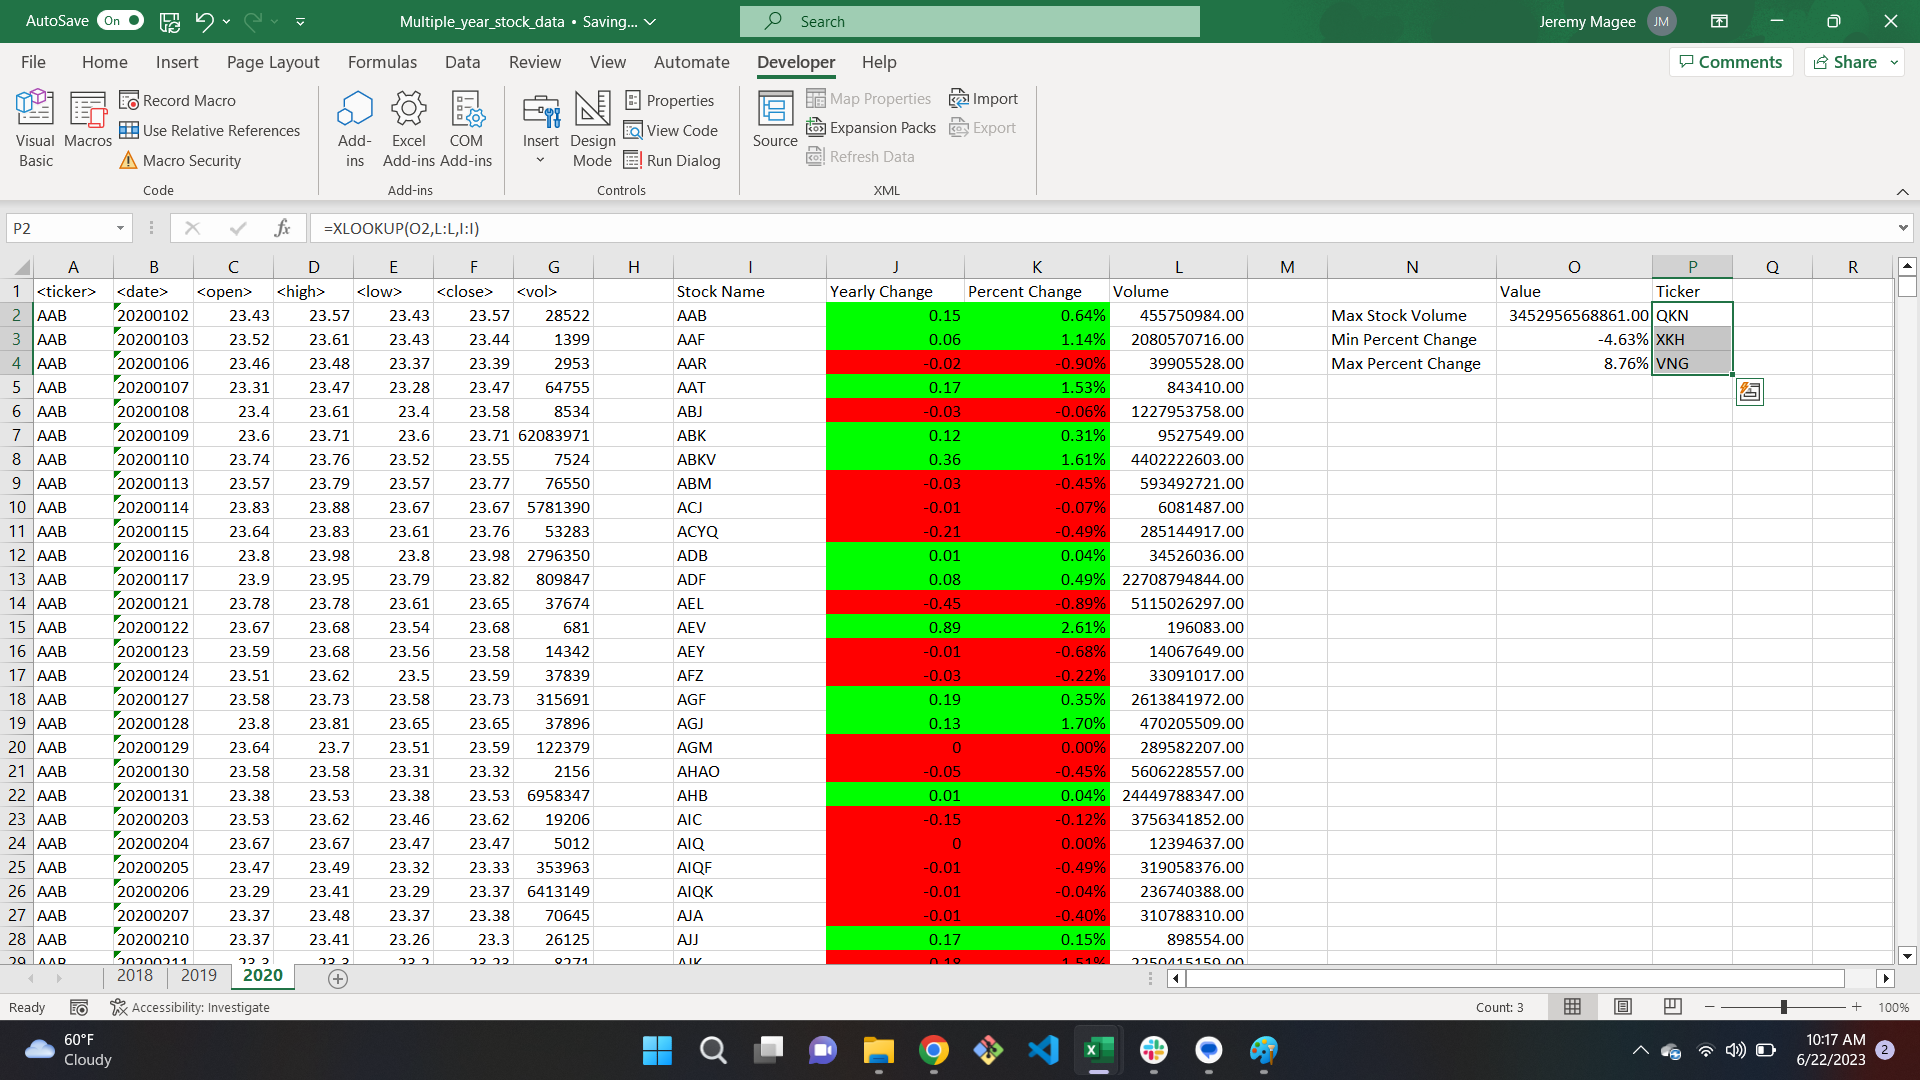 AutoSave On Multiple_year_stock_data • Saving... Search Jeremy Magee JM
File Home Insert Page Layout Formulas Data Review View Automate Developer Help Comments Share
Visual Basic
Macros
Record Macro
Use Relative References
Macro Security
Code
Add-ins
Excel Add-ins
COM Add-ins
Add-ins
Insert
Design Mode
Properties
View Code
Run Dialog
Controls
Source
Map Properties
Expansion Packs
Refresh Data
Import
Export
XML
P2 fx =XLOOKUP(O2,L:L,I:I)
A B C D E F G H I J K L M N O P Q R
1 <ticker> <date> <open> <high> <low> <close> <vol> Stock Name Yearly Change Percent Change Volume Value Ticker
2 AAB 20200102 23.43 23.57 23.43 23.57 28522 AAB 0.15 0.64% 455750984.00 Max Stock Volume 3452956568861.00 QKN
3 AAB 20200103 23.52 23.61 23.43 23.44 1399 AAF 0.06 1.14% 2080570716.00 Min Percent Change -4.63% XKH
4 AAB 20200106 23.46 23.48 23.37 23.39 2953 AAR -0.02 -0.90% 39905528.00 Max Percent Change 8.76% VNG
5 AAB 20200107 23.31 23.47 23.28 23.47 64755 AAT 0.17 1.53% 843410.00
6 AAB 20200108 23.4 23.61 23.4 23.58 8534 ABJ -0.03 -0.06% 1227953758.00
7 AAB 20200109 23.6 23.71 23.6 23.71 62083971 ABK 0.12 0.31% 9527549.00
8 AAB 20200110 23.74 23.76 23.52 23.55 7524 ABKV 0.36 1.61% 4402222603.00
9 AAB 20200113 23.57 23.79 23.57 23.77 76550 ABM -0.03 -0.45% 593492721.00
10 AAB 20200114 23.83 23.88 23.67 23.67 5781390 ACJ -0.01 -0.07% 6081487.00
11 AAB 20200115 23.64 23.83 23.61 23.76 53283 ACYQ -0.21 -0.49% 285144917.00
12 AAB 20200116 23.8 23.98 23.8 23.98 2796350 ADB 0.01 0.04% 34526036.00
13 AAB 20200117 23.9 23.95 23.79 23.82 809847 ADF 0.08 0.49% 22708794844.00
14 AAB 20200121 23.78 23.78 23.61 23.65 37674 AEL -0.45 -0.89% 5115026297.00
15 AAB 20200122 23.67 23.68 23.54 23.68 681 AEV 0.89 2.61% 196083.00
16 AAB 20200123 23.59 23.68 23.56 23.58 14342 AEY -0.01 -0.68% 14067649.00
17 AAB 20200124 23.51 23.62 23.5 23.59 37839 AFZ -0.03 -0.22% 33091017.00
18 AAB 20200127 23.58 23.73 23.58 23.73 315691 AGF 0.19 0.35% 2613841972.00
19 AAB 20200128 23.8 23.81 23.65 23.65 37896 AGJ 0.13 1.70% 470205509.00
20 AAB 20200129 23.64 23.7 23.51 23.59 122379 AGM 0 0.00% 289582207.00
21 AAB 20200130 23.58 23.58 23.31 23.32 2156 AHAO -0.05 -0.45% 5606228557.00
22 AAB 20200131 23.38 23.53 23.38 23.53 6958347 AHB 0.01 0.04% 24449788347.00
23 AAB 20200203 23.53 23.62 23.46 23.62 19206 AIC -0.15 -0.12% 3756341852.00
24 AAB 20200204 23.67 23.67 23.47 23.47 5012 AIQ 0 0.00% 12394637.00
25 AAB 20200205 23.47 23.49 23.32 23.33 353963 AIQF -0.01 -0.49% 319058376.00
26 AAB 20200206 23.29 23.41 23.29 23.37 6413149 AIQK -0.01 -0.04% 236740388.00
27 AAB 20200207 23.37 23.48 23.37 23.38 70645 AJA -0.01 -0.40% 310788310.00
28 AAB 20200210 23.37 23.41 23.26 23.3 26125 AJJ 0.17 0.15% 898554.00
29 AAB 20200211 23.3 23.3 23.2 23.23 8271 AJK
2018 2019 2020
Ready Accessibility: Investigate Count: 3 100%
60°F
Cloudy
10:17 AM
6/22/2023
2